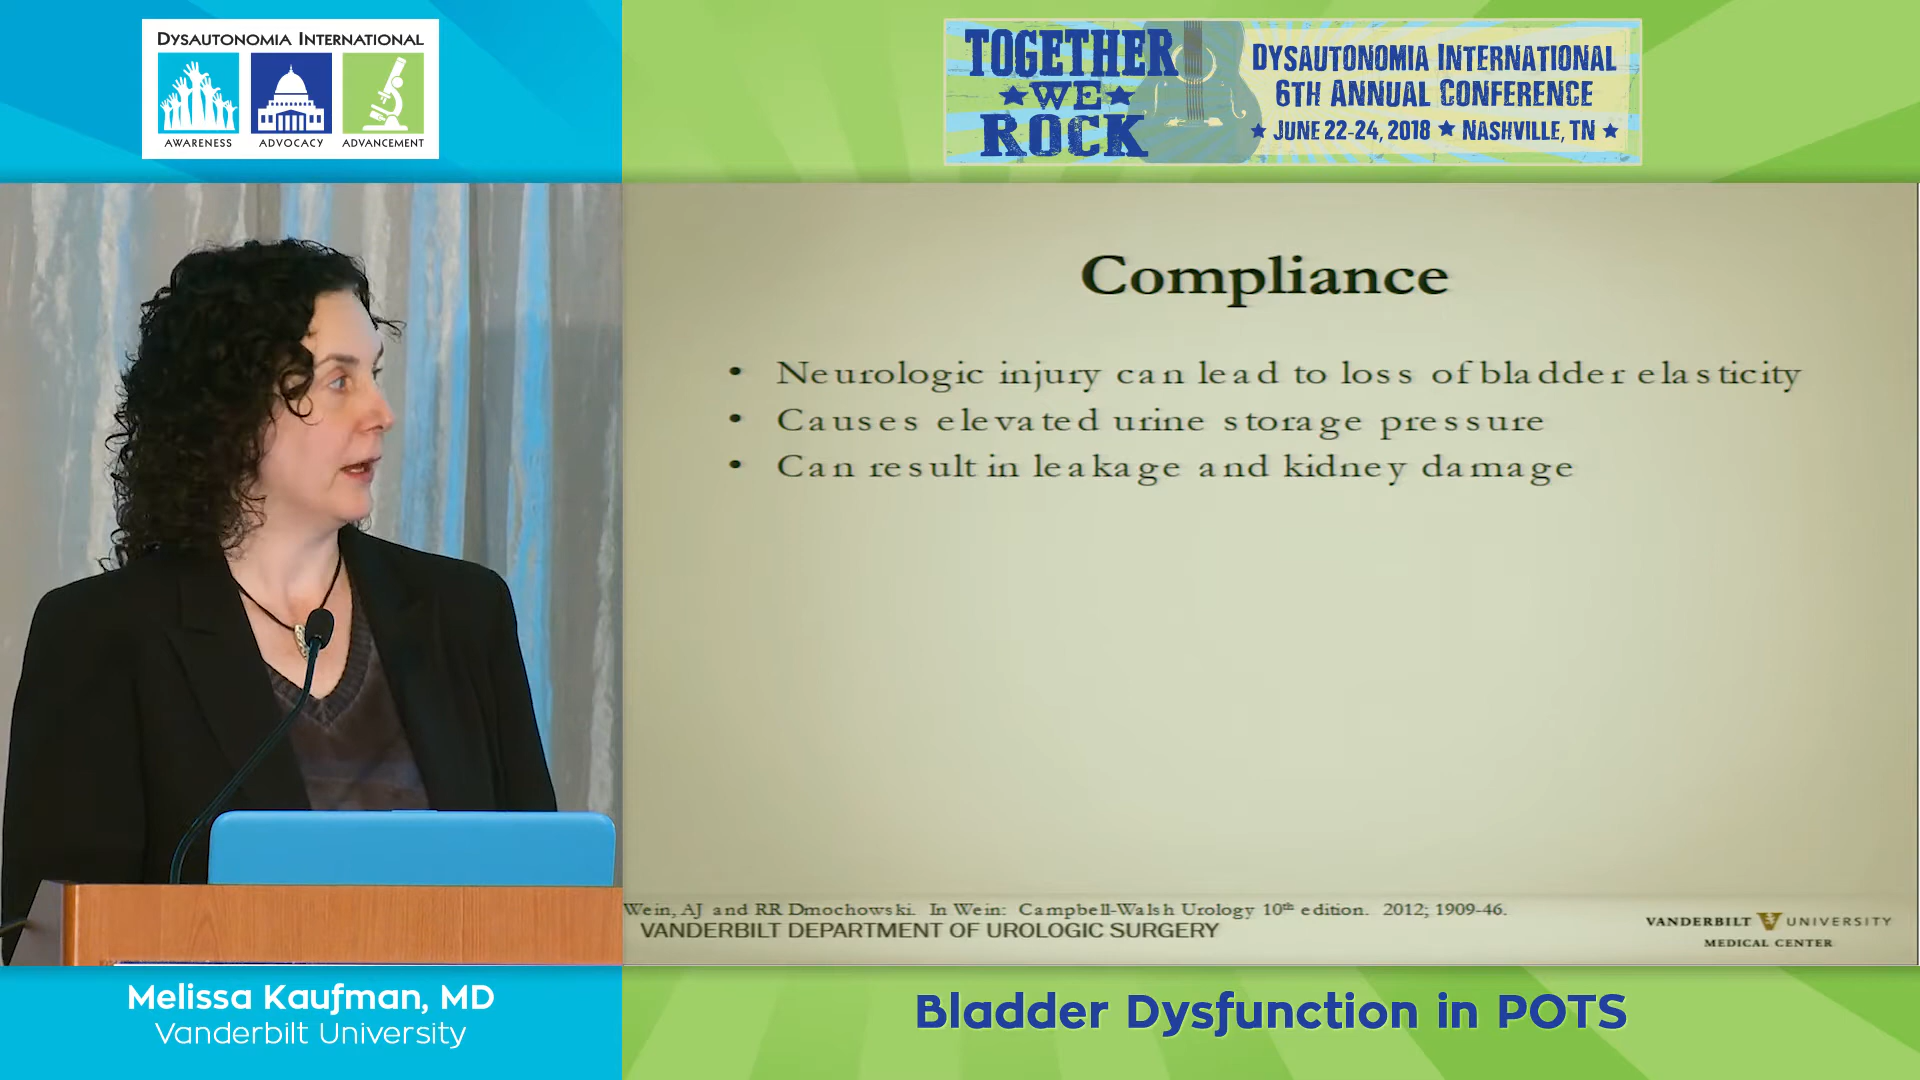 DYSAUTONOMIA INTERNATIONAL
AWARENESS ADVOCACY ADVANCEMENT
TOGETHER
WE
ROCK
DYSAUTONOMIA INTERNATIONAL
6TH ANNUAL CONFERENCE
JUNE 22-24, 2018 NASHVILLE, TN
Compliance
• Neurologic injury can lead to loss of bladder elasticity
• Causes elevated urine storage pressure
• Can result in leakage and kidney damage
Wein, AJ and RR Dmochowski. In Wein: Campbell-Walsh Urology 10th edition. 2012; 1909-46.
VANDERBILT DEPARTMENT OF UROLOGIC SURGERY
VANDERBILT UNIVERSITY
MEDICAL CENTER
Melissa Kaufman, MD
Vanderbilt University
Bladder Dysfunction in POTS